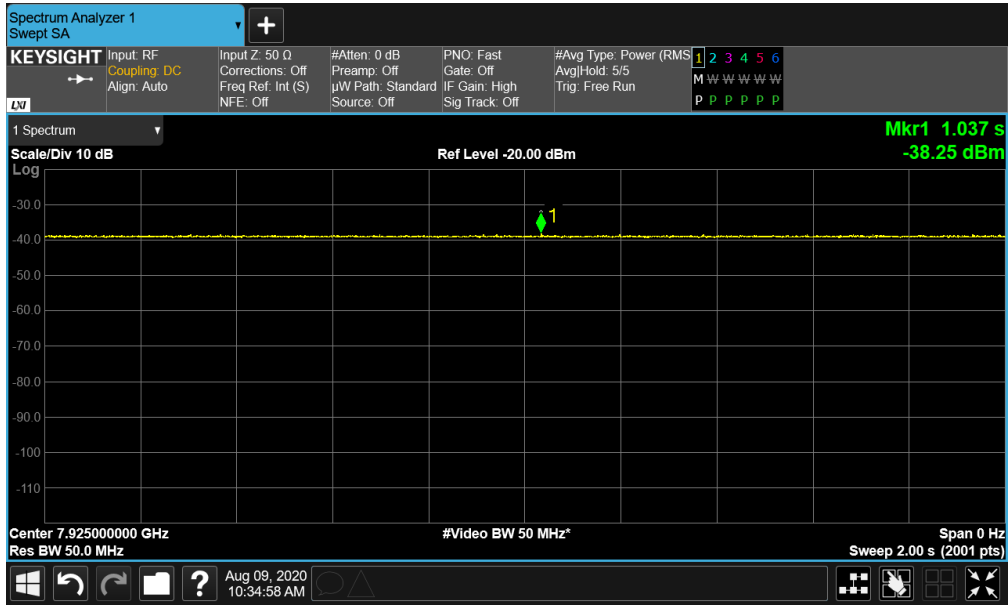 Spectrum Analyzer 1
Swept SA
+
KEYSIGHT
LXI
Input: RF
Coupling: DC
Align: Auto
Input Z: 50 Ω
Corrections: Off
Freq Ref: Int (S)
NFE: Off
#Atten: 0 dB
Preamp: Off
µW Path: Standard
Source: Off
PNO: Fast
Gate: Off
IF Gain: High
Sig Track: Off
#Avg Type: Power (RMS
Avg|Hold: 5/5
Trig: Free Run
1 2 3 4 5 6
M W W W W W
P P P P P P
1 Spectrum
Mkr1 1.037 s
Scale/Div 10 dB
Ref Level -20.00 dBm
-38.25 dBm
Log
-30.0
1
-40.0
-50.0
-60.0
-70.0
-80.0
-90.0
-100
-110
Center 7.925000000 GHz
#Video BW 50 MHz*
Span 0 Hz
Res BW 50.0 MHz
Sweep 2.00 s (2001 pts)
?
Aug 09, 2020
10:34:58 AM